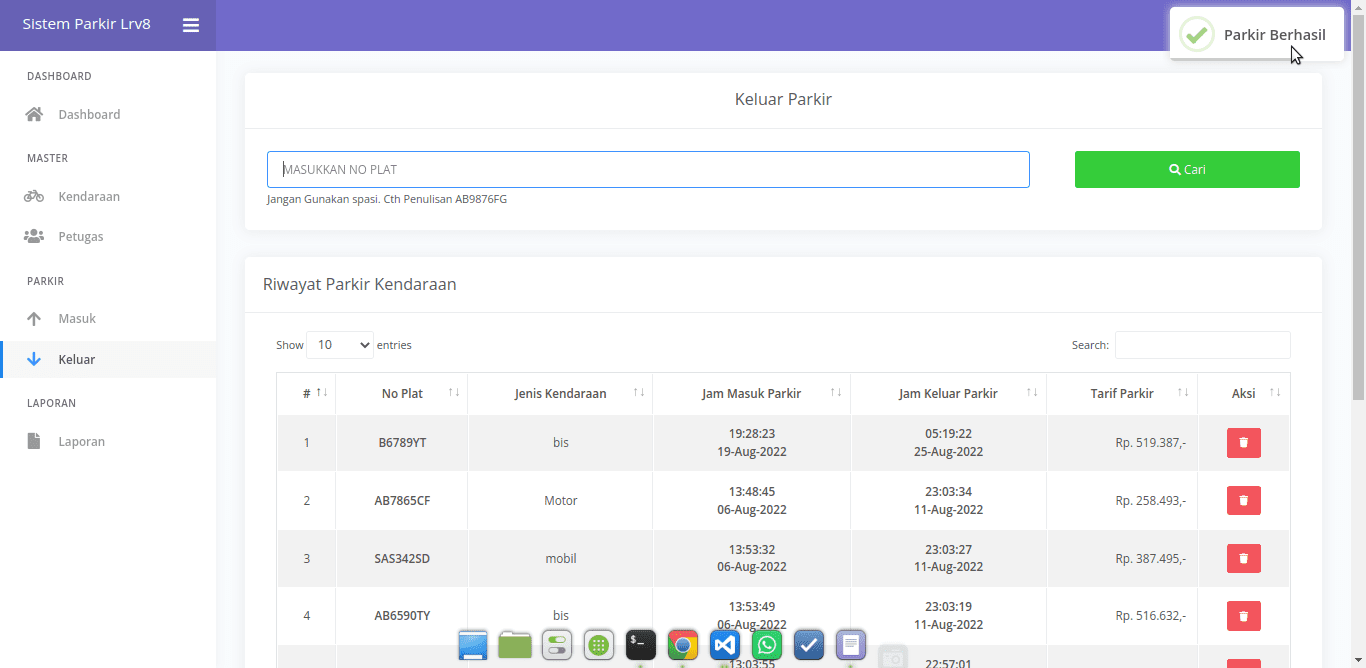 Sistem Parkir Lrv8
Parkir Berhasil
DASHBOARD
Dashboard
MASTER
Kendaraan
Petugas
PARKIR
Masuk
Keluar
LAPORAN
Laporan
Keluar Parkir
MASUKKAN NO PLAT
Cari
Jangan Gunakan spasi. Cth Penulisan AB9876FG
Riwayat Parkir Kendaraan
Show 10 entries
Search:
# No Plat Jenis Kendaraan Jam Masuk Parkir Jam Keluar Parkir Tarif Parkir Aksi
1 B6789YT bis 19:28:23 05:19:22 Rp. 519.387,-
19-Aug-2022 25-Aug-2022
2 AB7865CF Motor 13:48:45 23:03:34 Rp. 258.493,-
06-Aug-2022 11-Aug-2022
3 SAS342SD mobil 13:53:32 23:03:27 Rp. 387.495,-
06-Aug-2022 11-Aug-2022
4 AB6590TY bis 13:53:49 23:03:19 Rp. 516.632,-
06-Aug-2022 11-Aug-2022
13:03:55 22:57:01